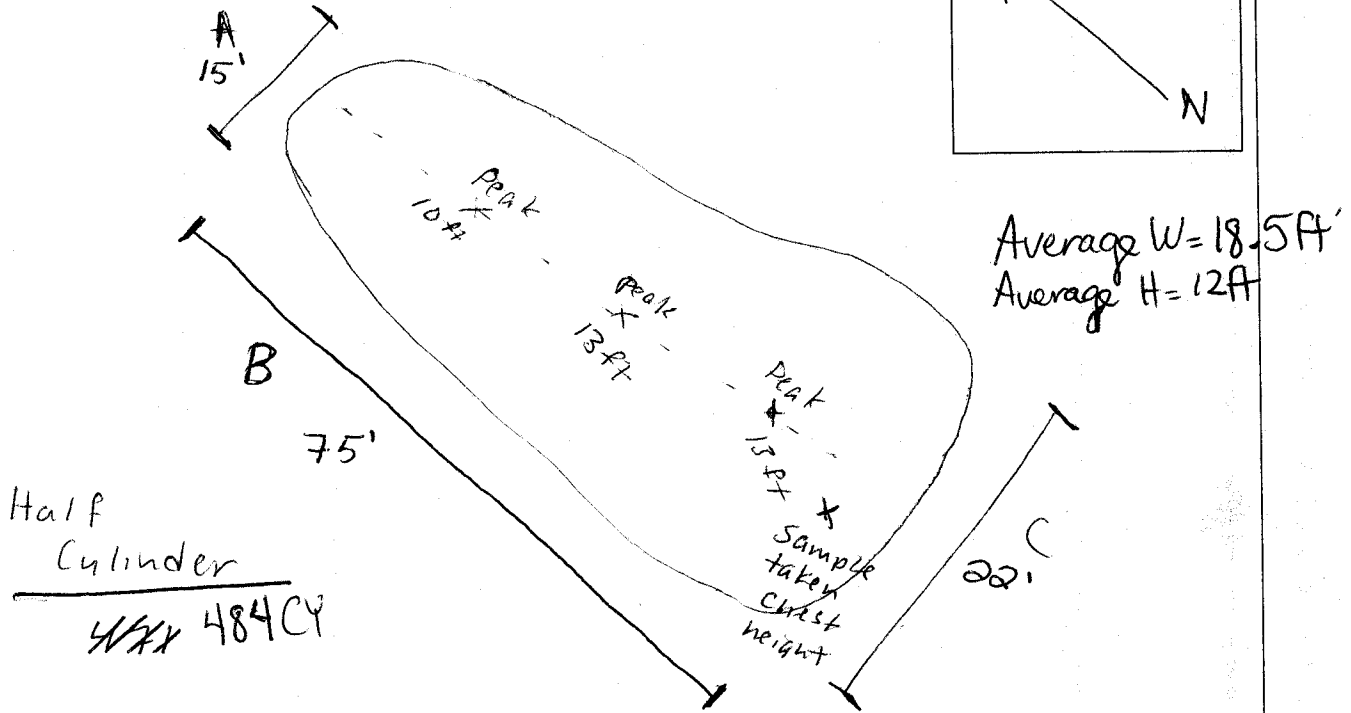 A
15'
N
Average W = 18.5 ft'
Average H = 12 ft
Peak
10 ft
peak
13 ft
peak
13 ft
B
75'
Sample
taken
chest
height
C
22'
Half
Cylinder
484 CY